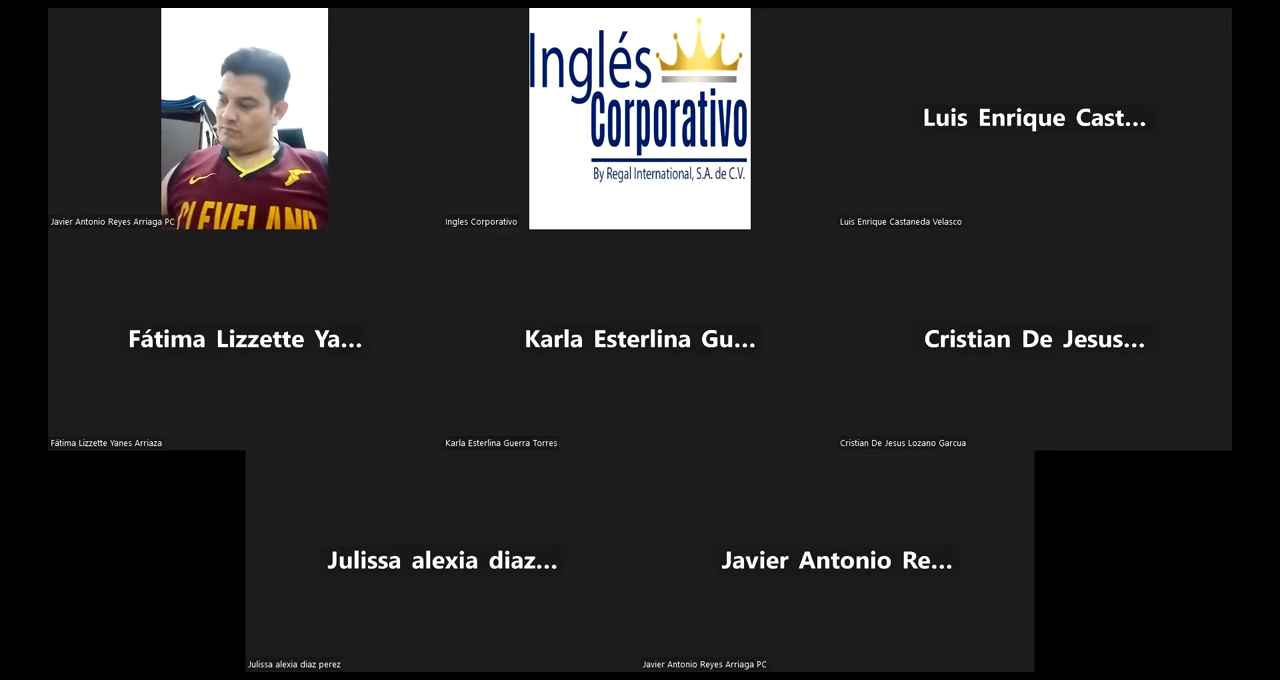 CLEVELAND
Javier Antonio Reyes Arriaga PC
Inglés
Corporativo
By Regal International, S.A. de C.V.
Ingles Corporativo
Luis Enrique Cast...
Luis Enrique Castaneda Velasco
Fátima Lizzette Ya...
Fátima Lizzette Yanes Arriaza
Karla Esterlina Gu...
Karla Esterlina Guerra Torres
Cristian De Jesus...
Cristian De Jesus Lozano Garcua
Julissa alexia diaz...
Julissa alexia diaz perez
Javier Antonio Re...
Javier Antonio Reyes Arriaga PC